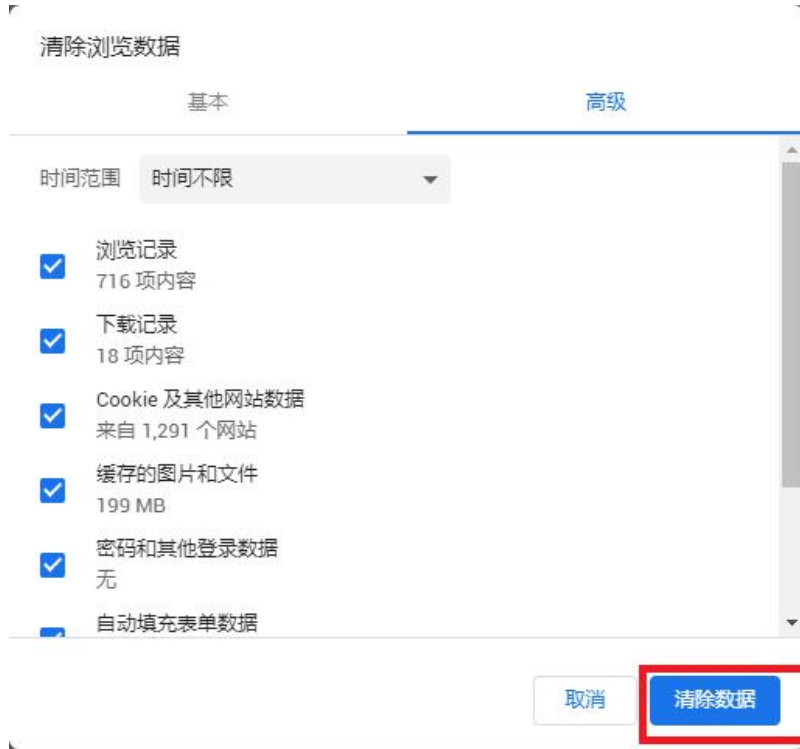 清除浏览数据
基本
高级
时间范围 时间不限
浏览记录
716 项内容
下载记录
18 项内容
Cookie 及其他网站数据
来自 1,291 个网站
缓存的图片和文件
199 MB
密码和其他登录数据
无
自动填充表单数据
取消
清除数据